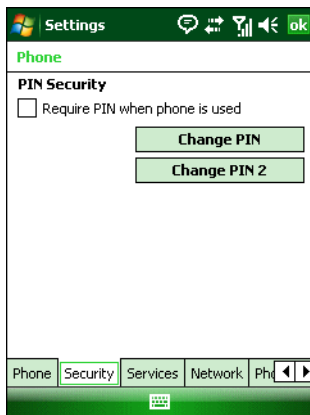 Settings ok
Phone
PIN Security
Require PIN when phone is used
Change PIN
Change PIN 2
Phone Security Services Network